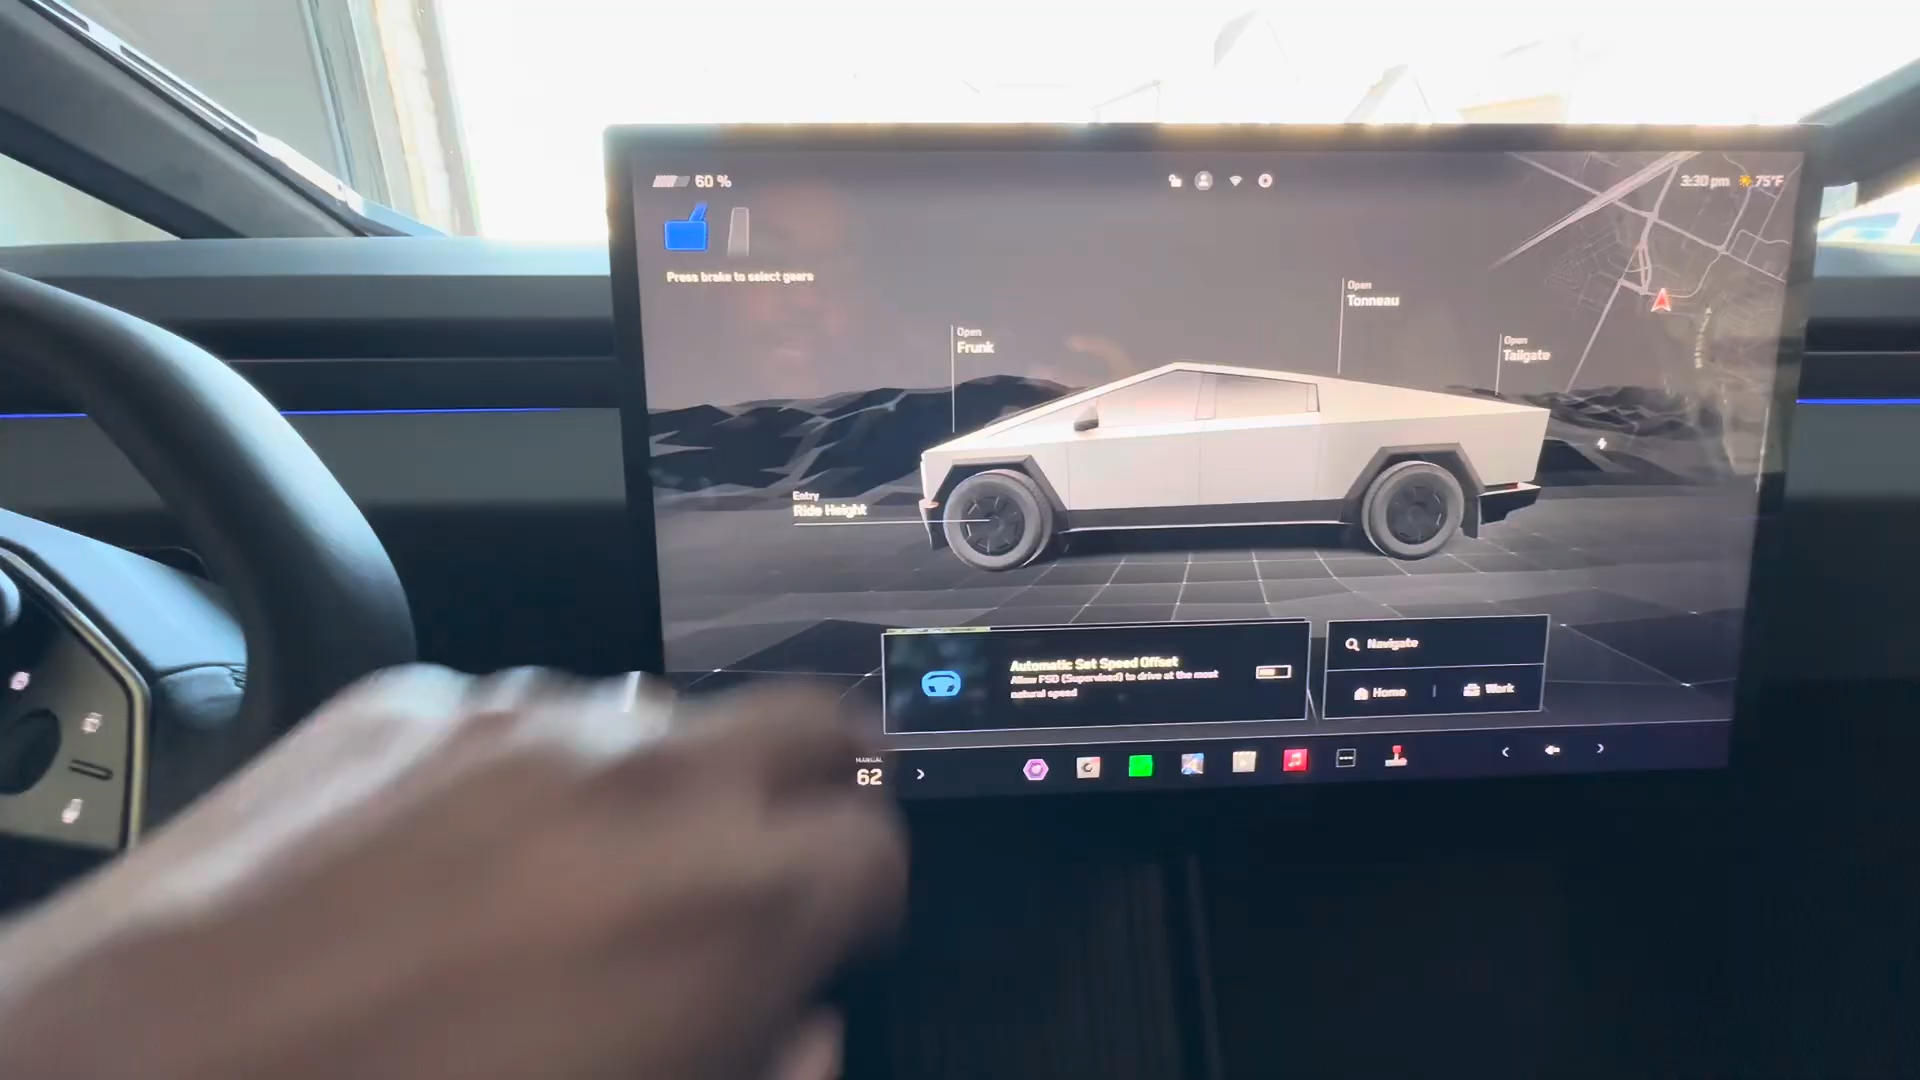 60 %
3:30 pm
75°F
Press brake to select gears
Open
Tonneau
Open
Frunk
Open
Tailgate
Entry
Ride Height
Automatic Set Speed Offset
Allow FSD (Supervised) to drive at the most
natural speed
Navigate
Home
Work
MANUAL
62